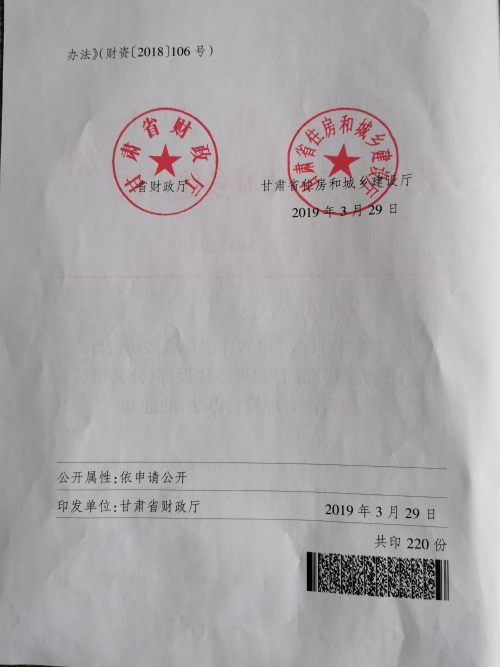 办法》(财资〔2018〕106 号)
甘肃省财政厅
甘肃省住房和城乡建设厅
省财政厅
甘肃省住房和城乡建设厅
2019 年 3 月 29 日
公开属性:依申请公开
印发单位:甘肃省财政厅
2019 年 3 月 29 日
共印 220 份